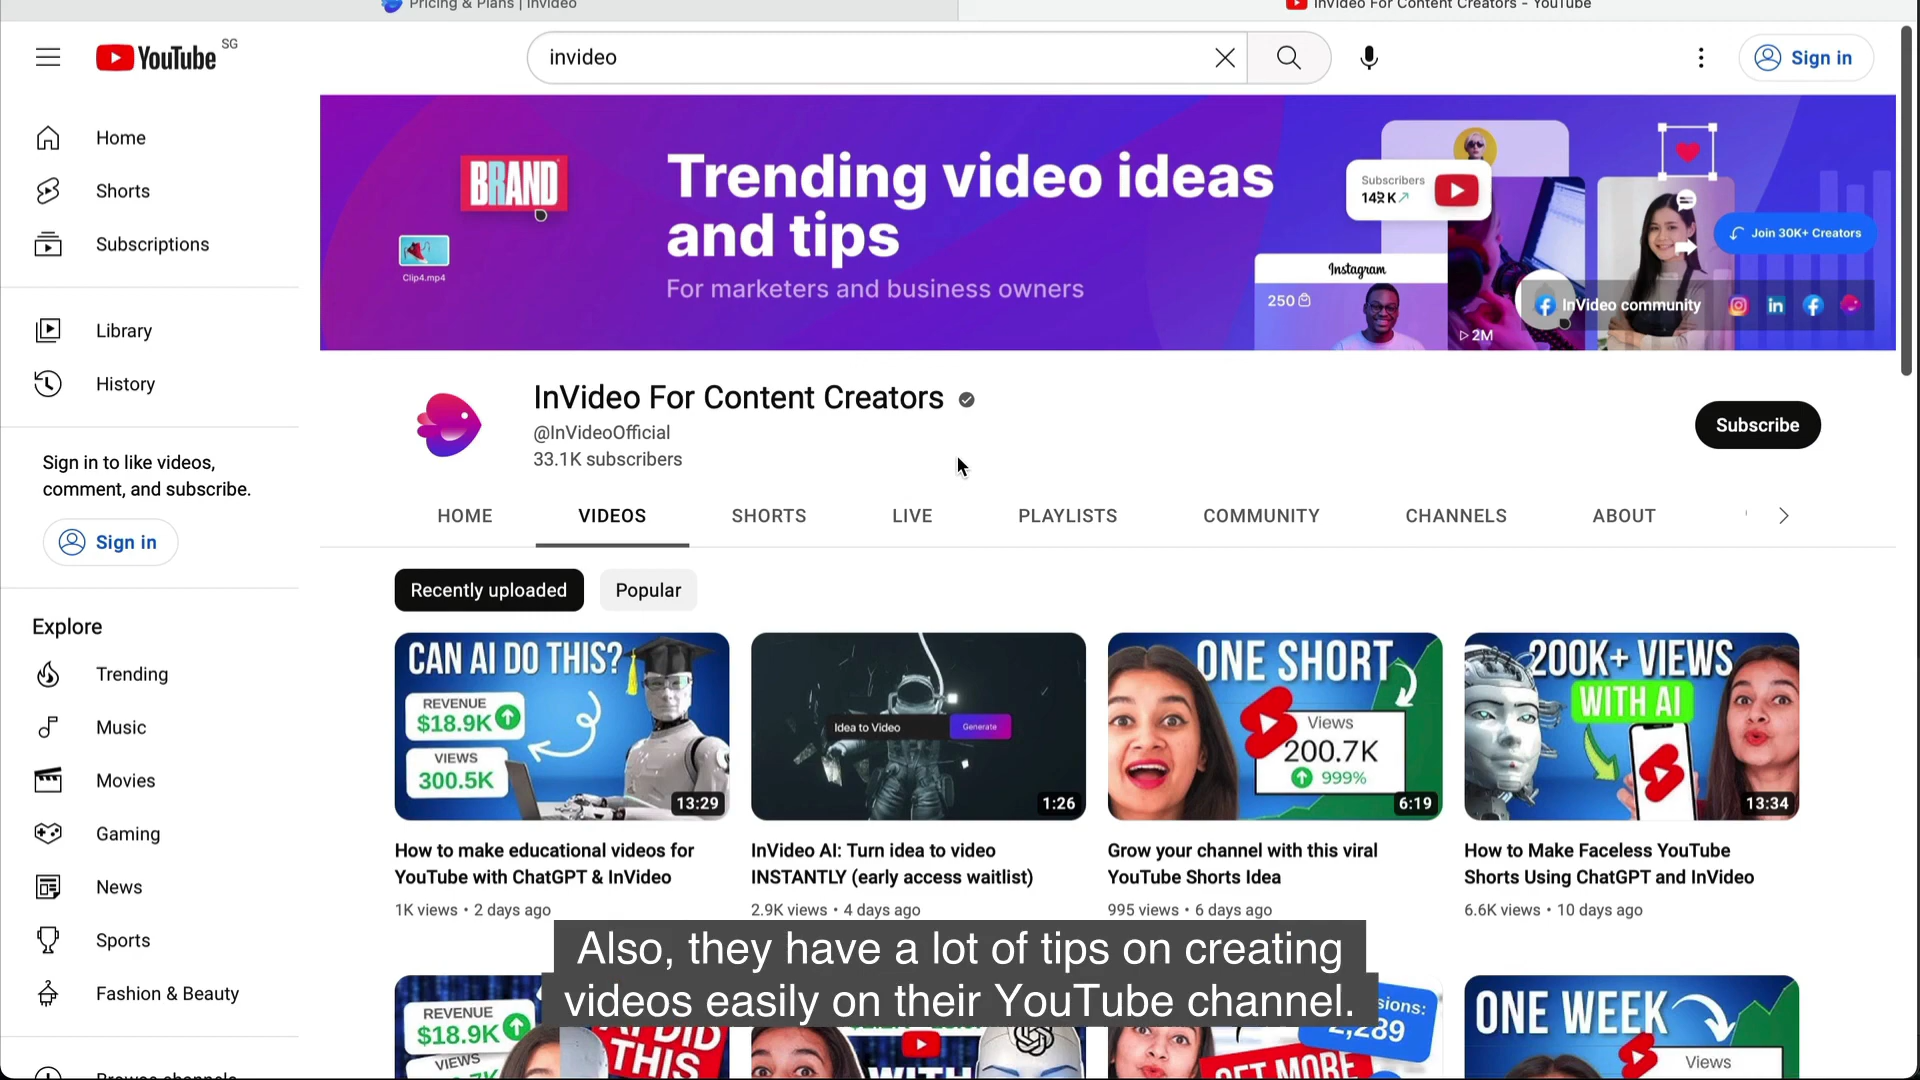 Pricing & Plans | InVideo
InVideo For Content Creators - YouTube
YouTube SG
invideo
Sign in
Home
Shorts
Subscriptions
Library
History
Sign in to like videos,
comment, and subscribe.
Sign in
Explore
Trending
Music
Movies
Gaming
News
Sports
Fashion & Beauty
Browse channels
BRAND
Clip4.mp4
Trending video ideas
and tips
For marketers and business owners
Subscribers
Instagram
250
2M
Join 30K+ Creators
InVideo community
in
InVideo For Content Creators
@InVideoOfficial
33.1K subscribers
Subscribe
HOME
VIDEOS
SHORTS
LIVE
PLAYLISTS
COMMUNITY
CHANNELS
ABOUT
Recently uploaded
Popular
CAN AI DO THIS?
REVENUE
$18.9K
VIEWS
300.5K
13:29
How to make educational videos for
YouTube with ChatGPT & InVideo
1K views • 2 days ago
Idea to Video
Generate
1:26
InVideo AI: Turn idea to video
INSTANTLY (early access waitlist)
2.9K views • 4 days ago
ONE SHORT
Views
200.7K
999%
6:19
Grow your channel with this viral
YouTube Shorts Idea
995 views • 6 days ago
200K+ VIEWS
WITH AI
13:34
How to Make Faceless YouTube
Shorts Using ChatGPT and InVideo
6.6K views • 10 days ago
Also, they have a lot of tips on creating
videos easily on their YouTube channel.
REVENUE
$18.9K
VIEWS
DID
THIS
WITH
GET MORE
ONE WEEK
Views